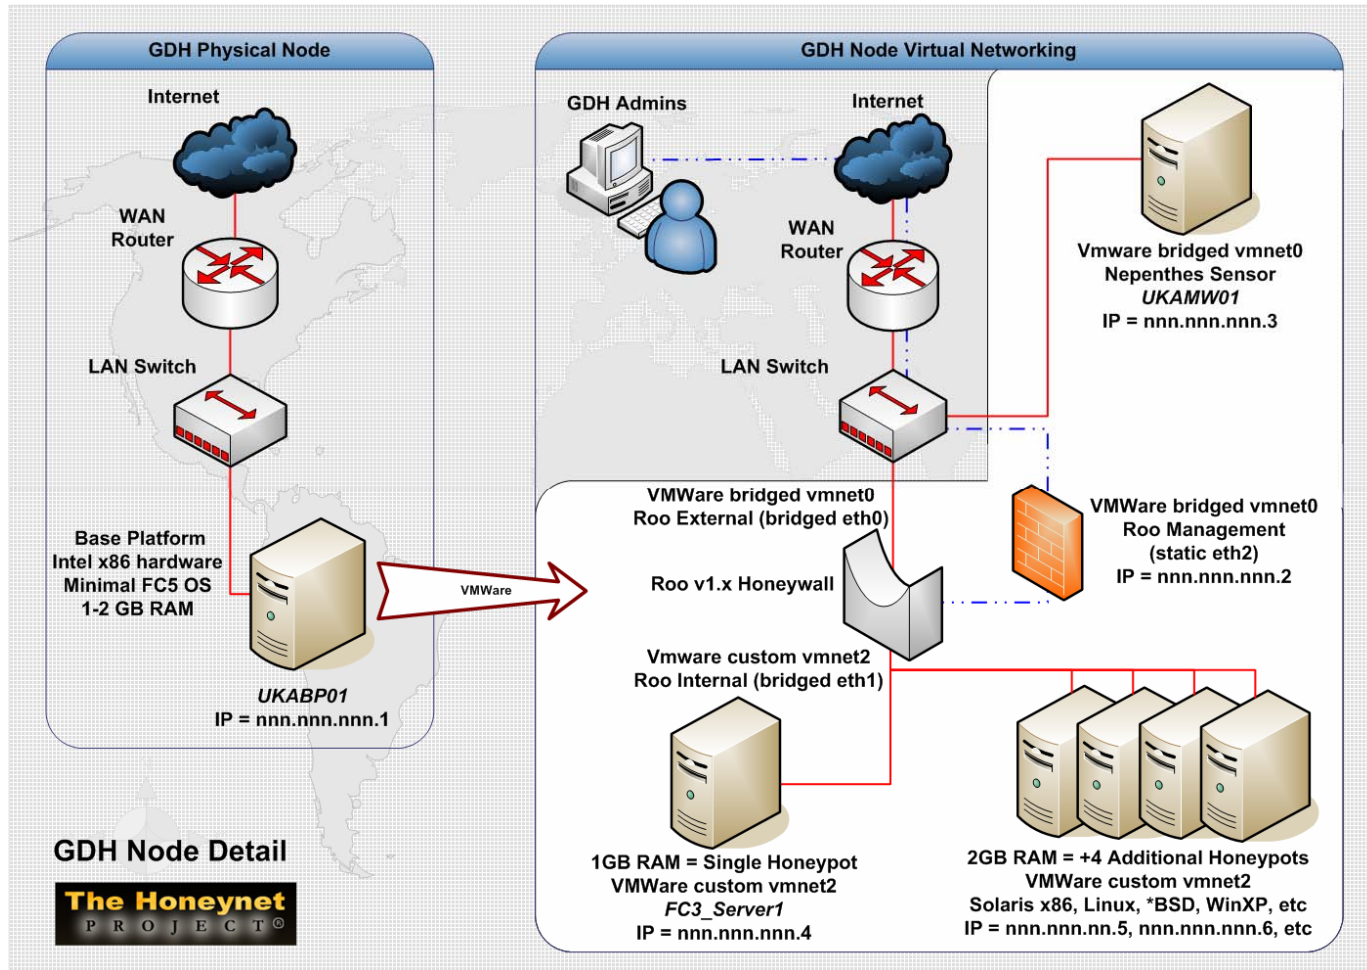 GDH Physical Node
Internet
WAN
Router
LAN Switch
Base Platform
Intel x86 hardware
Minimal FC5 OS
1-2 GB RAM
UKABP01
IP = nnn.nnn.nnn.1
VMWare
GDH Node Virtual Networking
GDH Admins
Internet
WAN
Router
LAN Switch
Vmware bridged vmnet0
Nepenthes Sensor
UKAMW01
IP = nnn.nnn.nnn.3
VMWare bridged vmnet0
Roo External (bridged eth0)
VMWare bridged vmnet0
Roo Management
(static eth2)
IP = nnn.nnn.nnn.2
Roo v1.x Honeywall
Vmware custom vmnet2
Roo Internal (bridged eth1)
1GB RAM = Single Honeypot
VMWare custom vmnet2
FC3_Server1
IP = nnn.nnn.nnn.4
2GB RAM = +4 Additional Honeypots
VMWare custom vmnet2
Solaris x86, Linux, *BSD, WinXP, etc
IP = nnn.nnn.nn.5, nnn.nnn.nnn.6, etc
GDH Node Detail
The Honeynet
PROJECT®